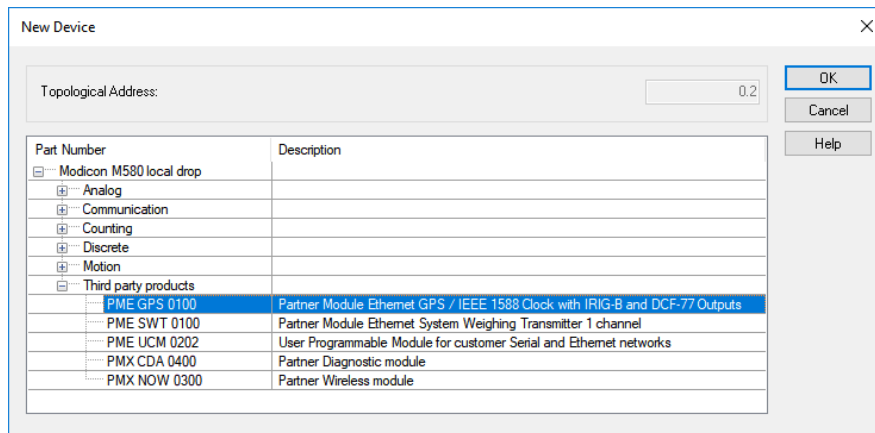 New Device
Topological Address:
0.2
OK
Cancel
Help
Part Number Description
Modicon M580 local drop
Analog
Communication
Counting
Discrete
Motion
Third party products
PME GPS 0100 Partner Module Ethernet GPS / IEEE 1588 Clock with IRIG-B and DCF-77 Outputs
PME SWT 0100 Partner Module Ethernet System Weighing Transmitter 1 channel
PME UCM 0202 User Programmable Module for customer Serial and Ethernet networks
PMX CDA 0400 Partner Diagnostic module
PMX NOW 0300 Partner Wireless module